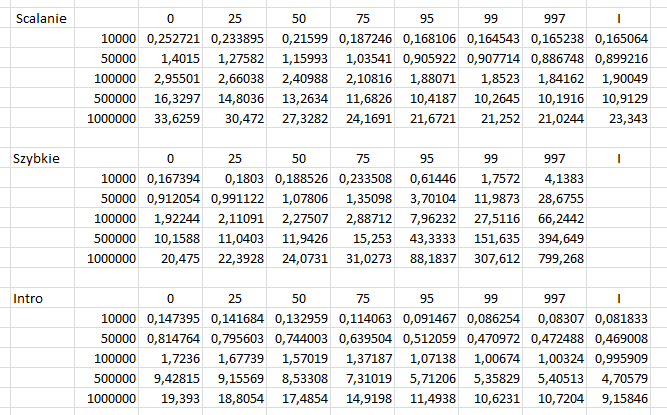 Scalanie 0 25 50 75 95 99 997 I
10000 0,252721 0,233895 0,21599 0,187246 0,168106 0,164543 0,165238 0,165064
50000 1,4015 1,27582 1,15993 1,03541 0,905922 0,907714 0,886748 0,899216
100000 2,95501 2,66038 2,40988 2,10816 1,88071 1,8523 1,84162 1,90049
500000 16,3297 14,8036 13,2634 11,6826 10,4187 10,2645 10,1916 10,9129
1000000 33,6259 30,472 27,3282 24,1691 21,6721 21,252 21,0244 23,343
Szybkie 0 25 50 75 95 99 997 I
10000 0,167394 0,1803 0,188526 0,233508 0,61446 1,7572 4,1383
50000 0,912054 0,991122 1,07806 1,35098 3,70104 11,9873 28,6755
100000 1,92244 2,11091 2,27507 2,88712 7,96232 27,5116 66,2442
500000 10,1588 11,0403 11,9426 15,253 43,3333 151,635 394,649
1000000 20,475 22,3928 24,0731 31,0273 88,1837 307,612 799,268
Intro 0 25 50 75 95 99 997 I
10000 0,147395 0,141684 0,132959 0,114063 0,091467 0,086254 0,08307 0,081833
50000 0,814764 0,795603 0,744003 0,639504 0,512059 0,470972 0,472488 0,469008
100000 1,7236 1,67739 1,57019 1,37187 1,07138 1,00674 1,00324 0,995909
500000 9,42815 9,15569 8,53308 7,31019 5,71206 5,35829 5,40513 4,70579
1000000 19,393 18,8054 17,4854 14,9198 11,4938 10,6231 10,7204 9,15846